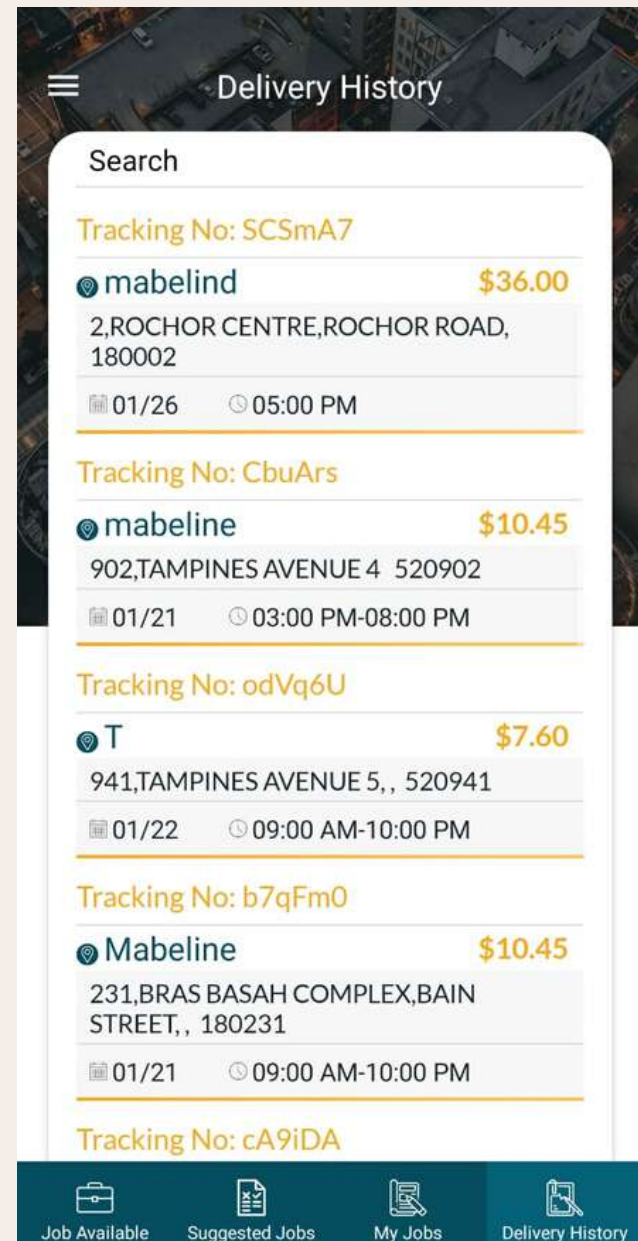 Delivery History
Search
Tracking No: SCSmA7
mabelind $36.00
2,ROCHOR CENTRE,ROCHOR ROAD,
180002
01/26 05:00 PM
Tracking No: CbuArs
mabeline $10.45
902,TAMPINES AVENUE 4 520902
01/21 03:00 PM-08:00 PM
Tracking No: odVq6U
T $7.60
941,TAMPINES AVENUE 5, , 520941
01/22 09:00 AM-10:00 PM
Tracking No: b7qFm0
Mabeline $10.45
231,BRAS BASAH COMPLEX,BAIN
STREET, , 180231
01/21 09:00 AM-10:00 PM
Tracking No: cA9iDA
Job Available Suggested Jobs My Jobs Delivery History